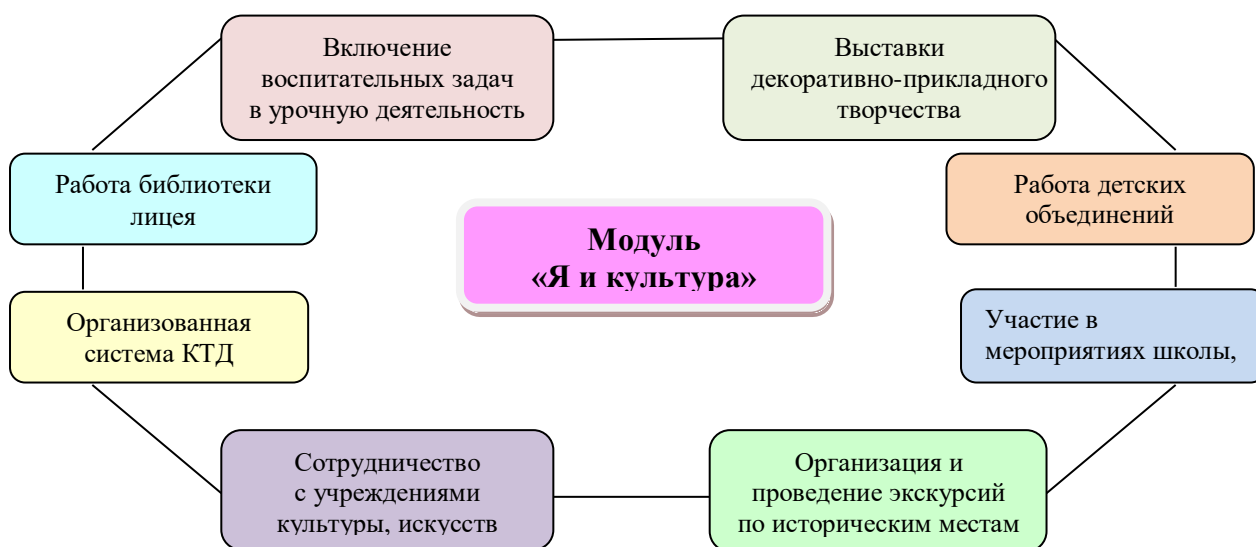 Включение
воспитательных задач
в урочную деятельность
Выставки
декоративно-прикладного
творчества
Работа библиотеки
лицея
Работа детских
объединений
Модуль
«Я и культура»
Организованная
система КТД
Участие в
мероприятиях школы,
Сотрудничество
с учреждениями
культуры, искусств
Организация и
проведение экскурсий
по историческим местам